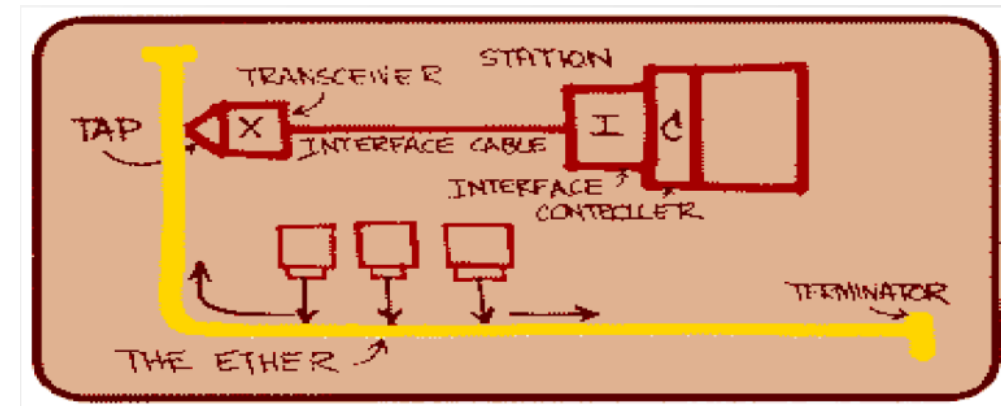 STATION
TRANSCEIVER
TAP
X
I
C
INTERFACE CABLE
INTERFACE
CONTROLLER
TERMINATOR
THE ETHER